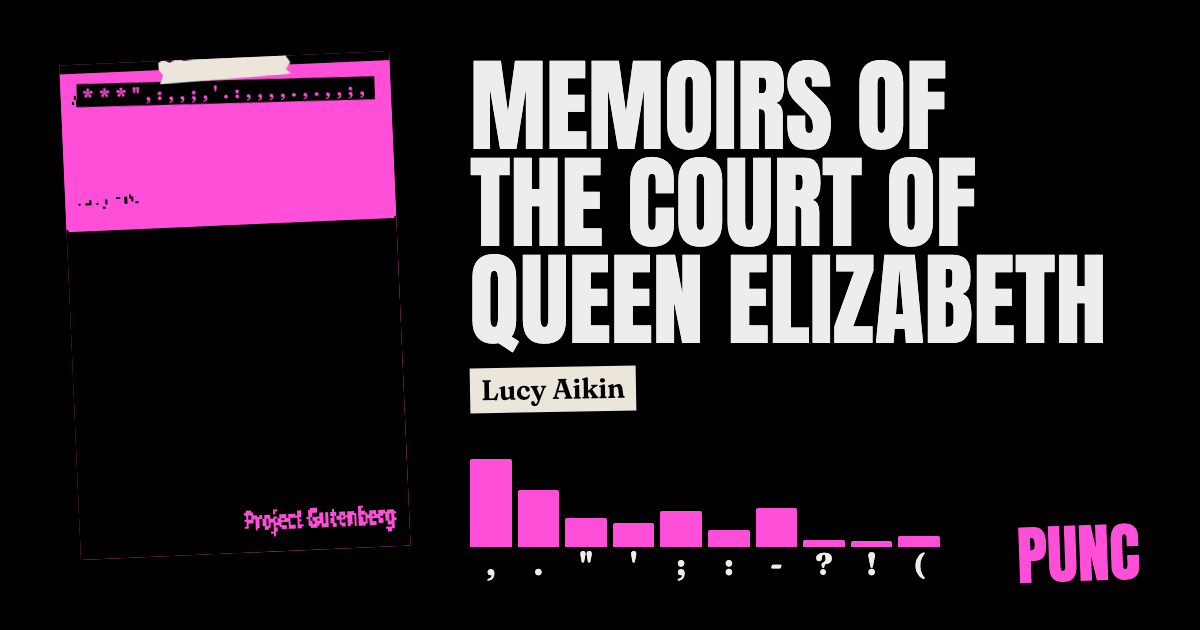 ***",:,,;,'.:,,,,.,.,,;,
Project Gutenberg
MEMOIRS OF
THE COURT OF
QUEEN ELIZABETH
Lucy Aikin
, . " ' ; : - ? ! (
PUNC